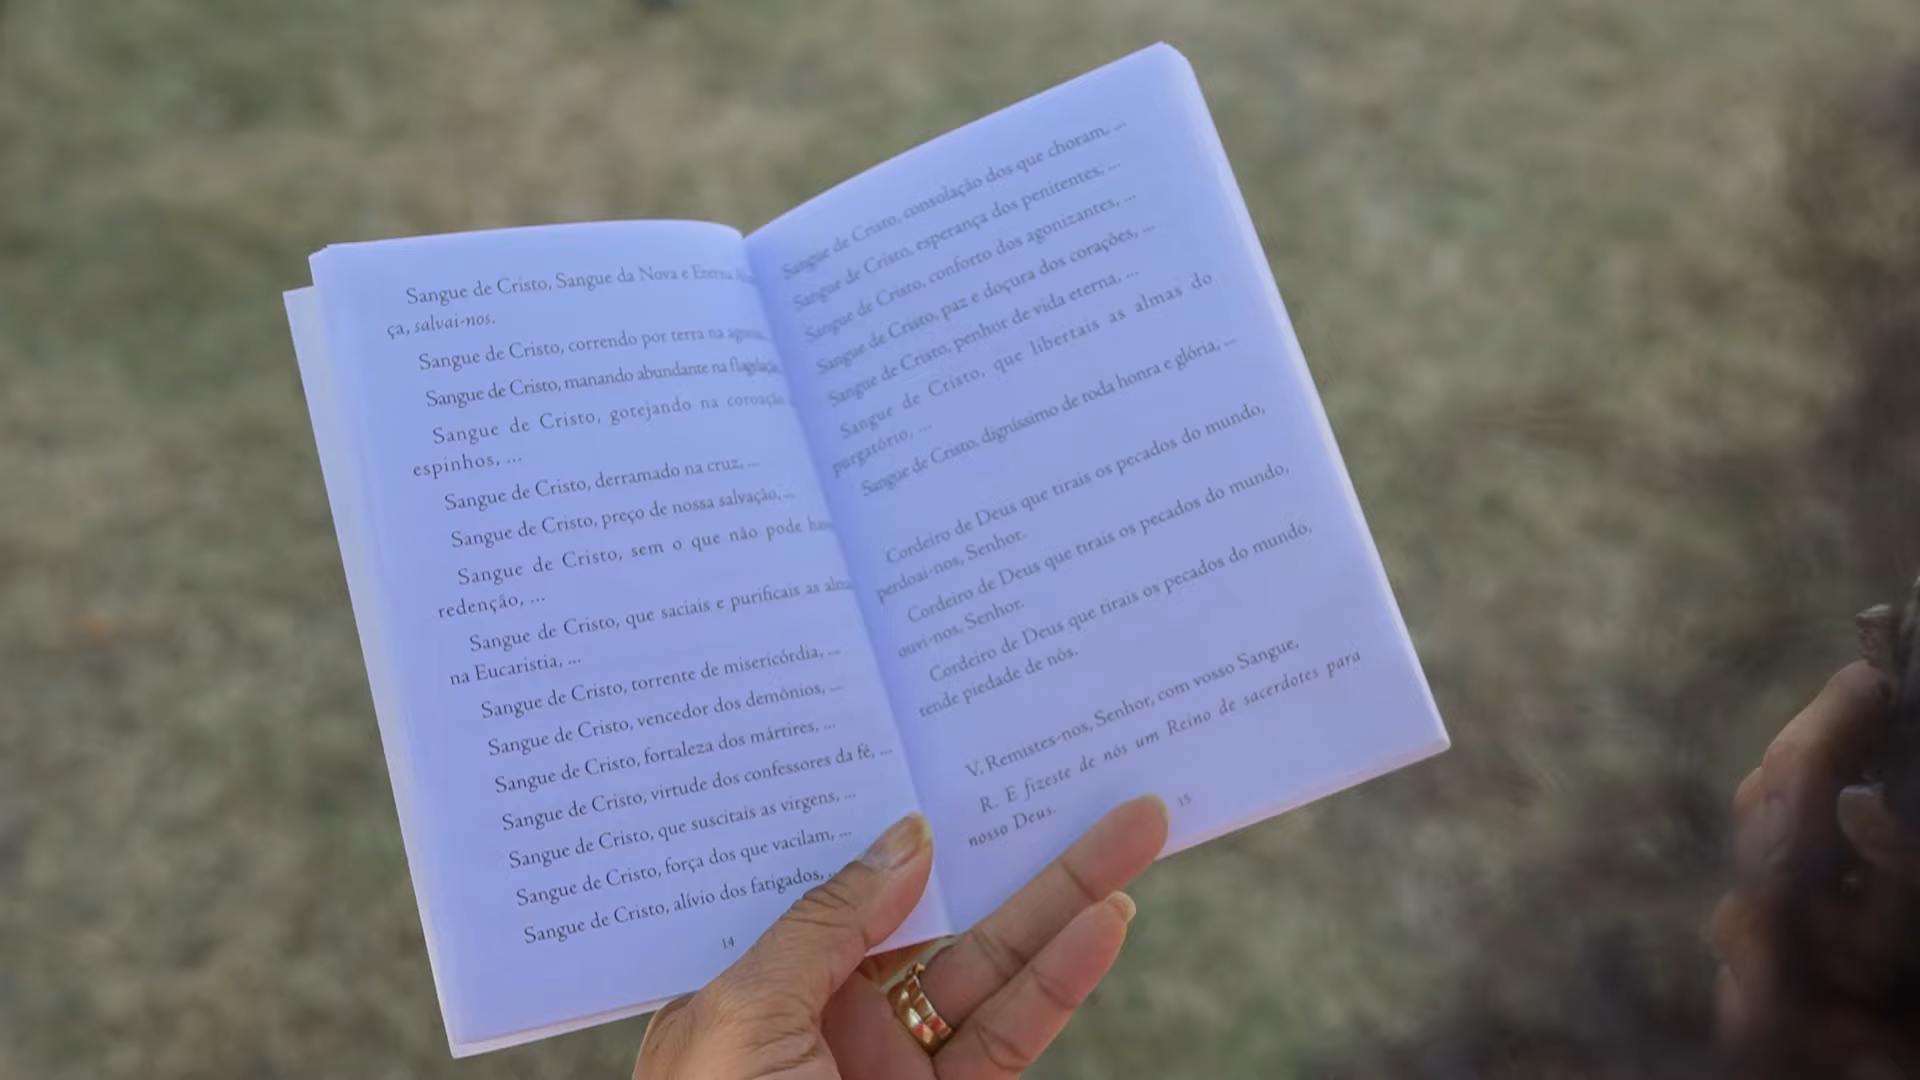 Sangue de Cristo, Sangue da Nova e Eterna
ça, salvai-nos.
Sangue de Cristo, correndo por terra na agonia,
Sangue de Cristo, manando abundante na flagelação,
Sangue de Cristo, gotejando na coroação
espinhos, ...
Sangue de Cristo, derramado na cruz, ...
Sangue de Cristo, preço de nossa salvação, ...
Sangue de Cristo, sem o que não pode
redenção, ...
Sangue de Cristo, que saciais e purificais as
na Eucaristia, ...
Sangue de Cristo, torrente de misericórdia, ...
Sangue de Cristo, vencedor dos demônios, ...
Sangue de Cristo, fortaleza dos mártires, ...
Sangue de Cristo, virtude dos confessores da fé, ...
Sangue de Cristo, que suscitais as virgens, ...
Sangue de Cristo, força dos que vacilam, ...
Sangue de Cristo, alívio dos fatigados,
14
Sangue de Cristo, consolação dos que choram, ...
Sangue de Cristo, esperança dos penitentes, ...
Sangue de Cristo, conforto dos agonizantes, ...
Sangue de Cristo, paz e doçura dos corações, ...
Sangue de Cristo, penhor de vida eterna, ...
Sangue de Cristo, que libertais as almas do
purgatório, ...
Sangue de Cristo, digníssimo de toda honra e glória, ...
Cordeiro de Deus que tirais os pecados do mundo,
perdoai-nos, Senhor.
Cordeiro de Deus que tirais os pecados do mundo,
ouvi-nos, Senhor.
Cordeiro de Deus que tirais os pecados do mundo,
tende piedade de nós.
V. Remistes-nos, Senhor, com vosso Sangue,
R. E fizeste de nós um Reino de sacerdotes para
nosso Deus.
15